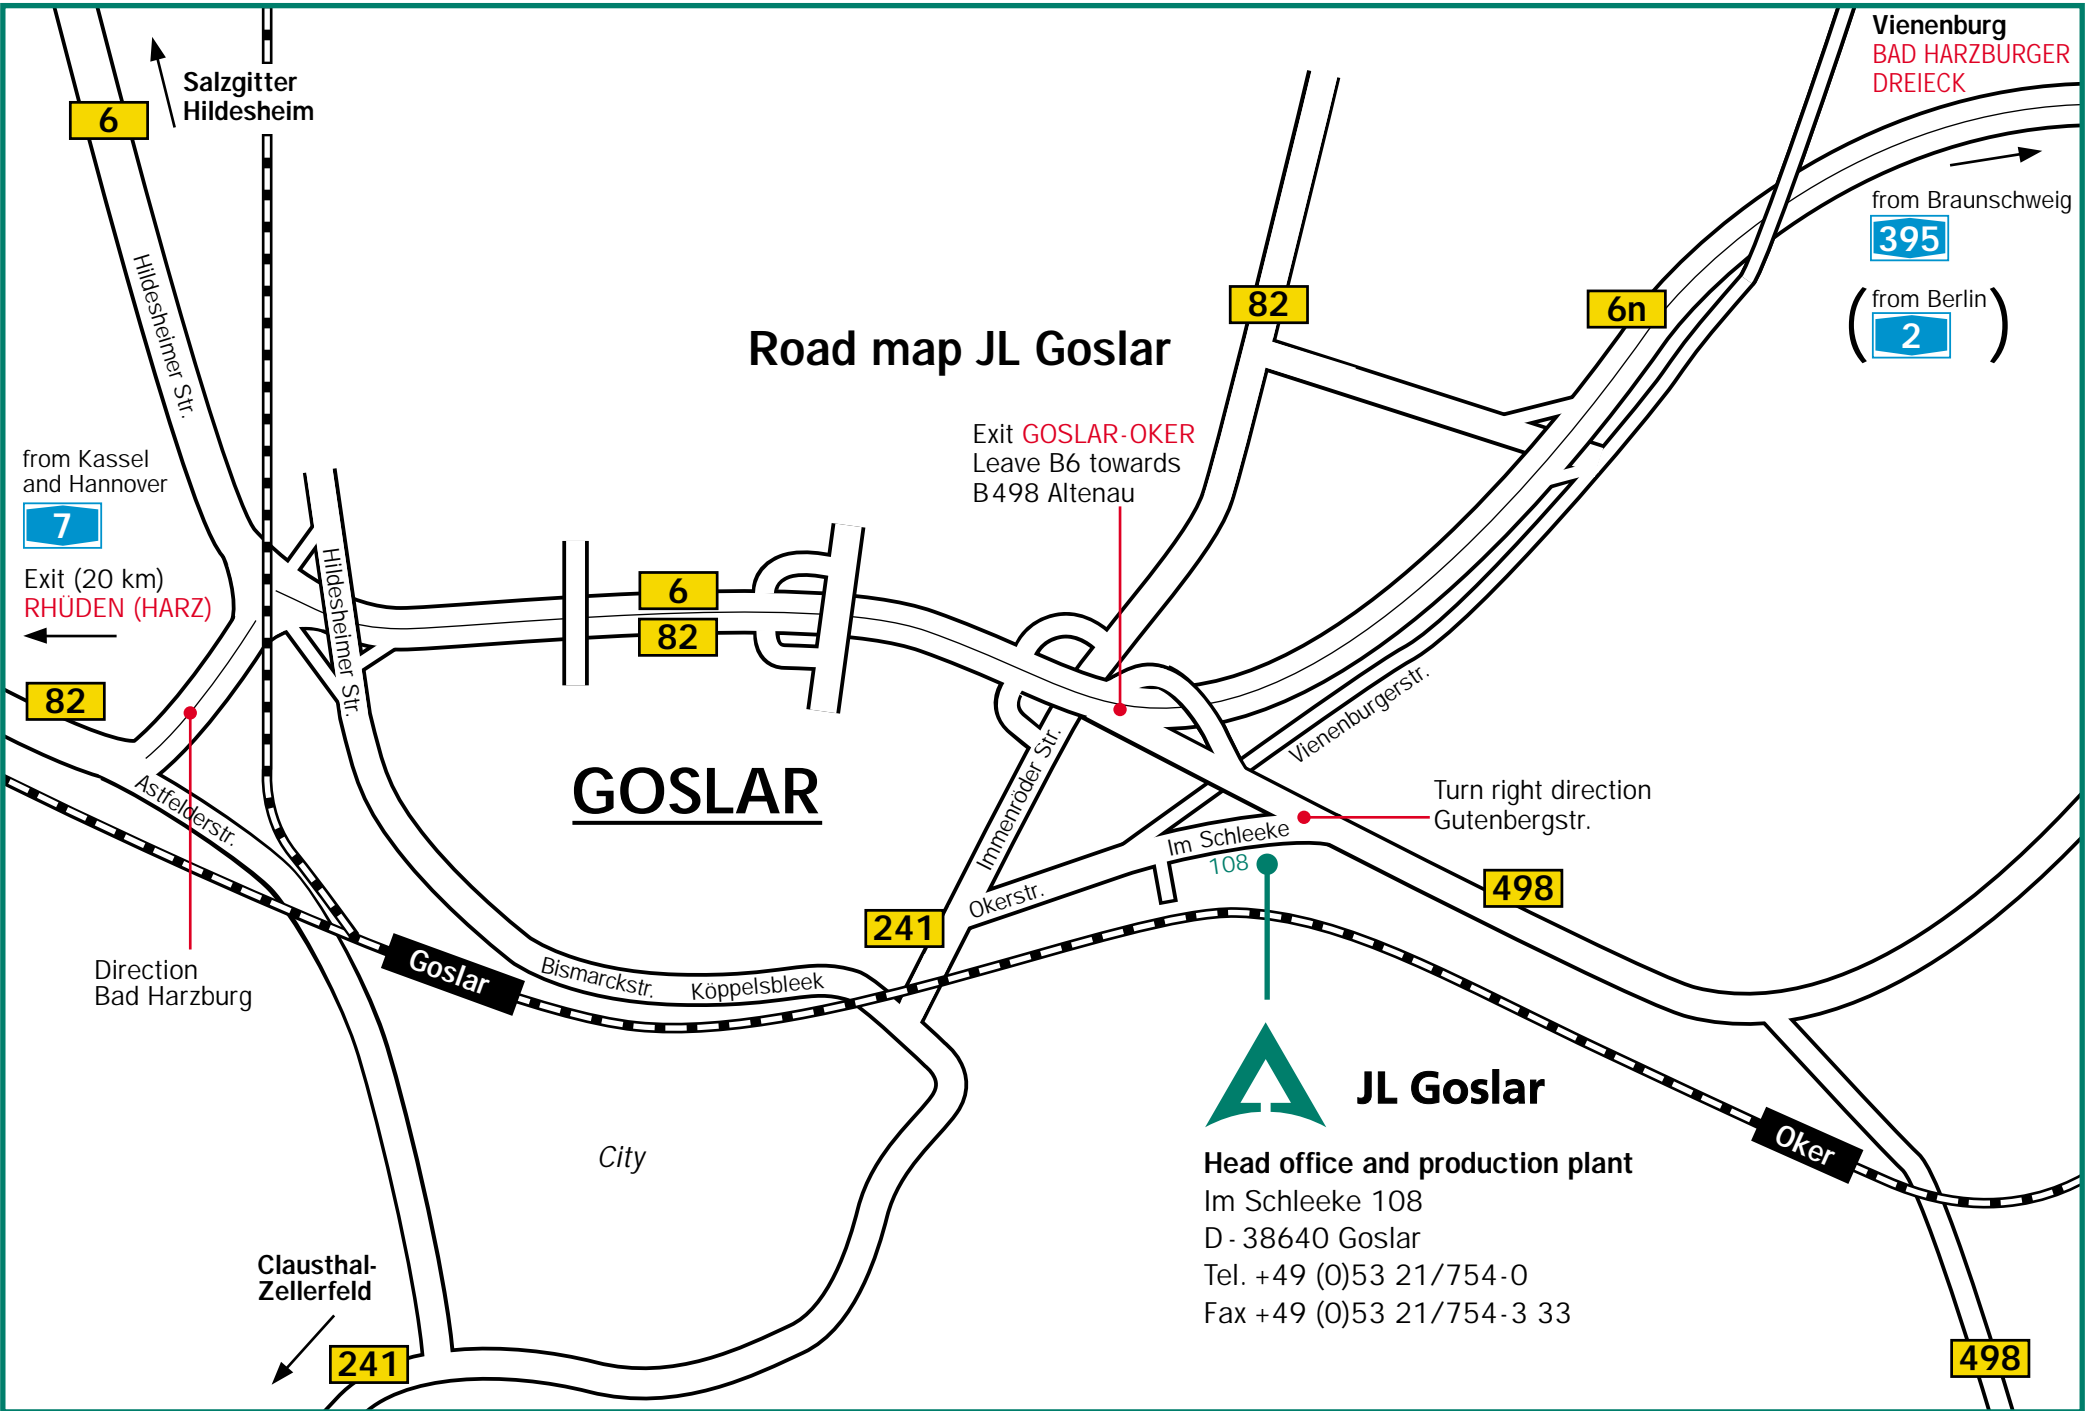 Salzgitter
Hildesheim
6
Vienenburg
BAD HARZBURGER
DREIECK
from Braunschweig
395
(from Berlin)
2
82
6n
Road map JL Goslar
Hildesheimer Str.
Exit GOSLAR-OKER
Leave B6 towards
B498 Altenau
from Kassel
and Hannover
7
Exit (20 km)
RHÜDEN (HARZ)
Hildesheimer Str.
6
82
82
Vienenburgerstr.
Immenröder Str.
GOSLAR
Astfelderstr.
Turn right direction
Gutenbergstr.
Im Schleeke
108
498
Okerstr.
241
Direction
Bad Harzburg
Goslar
Bismarckstr.
Köppelsbleek
JL Goslar
Oker
City
Head office and production plant
Im Schleeke 108
D-38640 Goslar
Tel. +49 (0)53 21/754-0
Fax +49 (0)53 21/754-3 33
Clausthal-
Zellerfeld
241
498